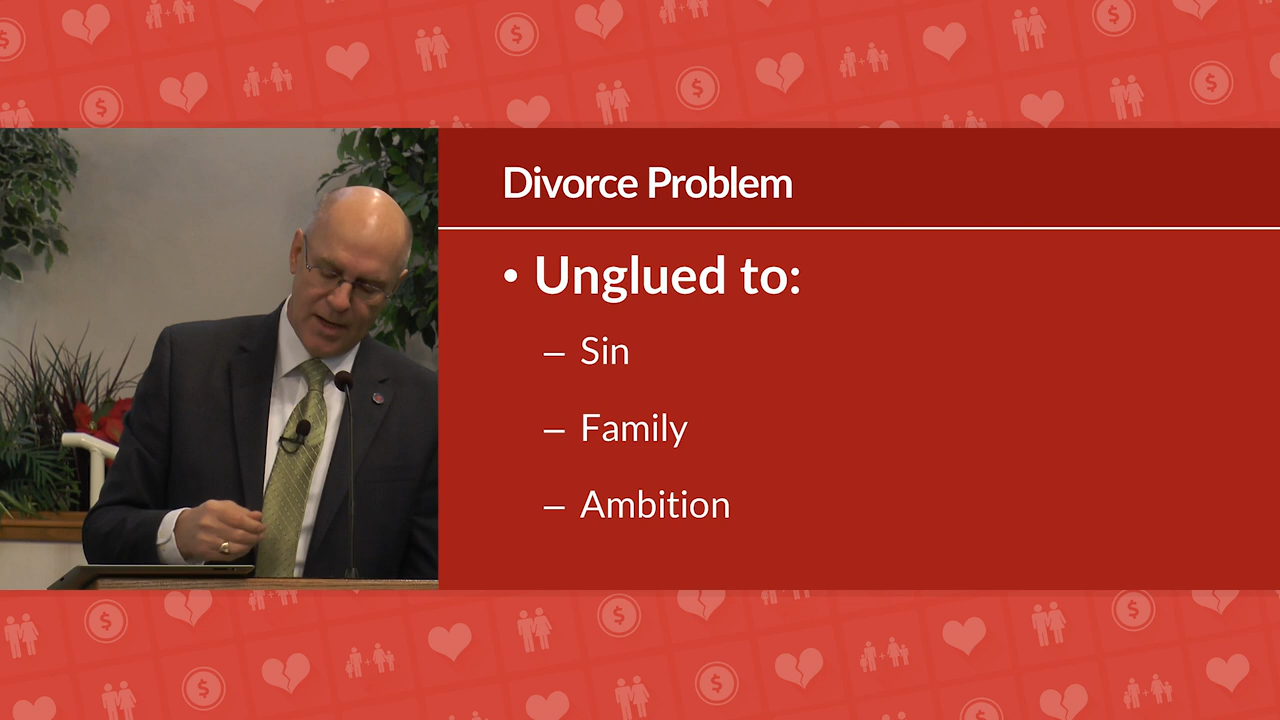 Divorce Problem
• Unglued to:
– Sin
– Family
– Ambition